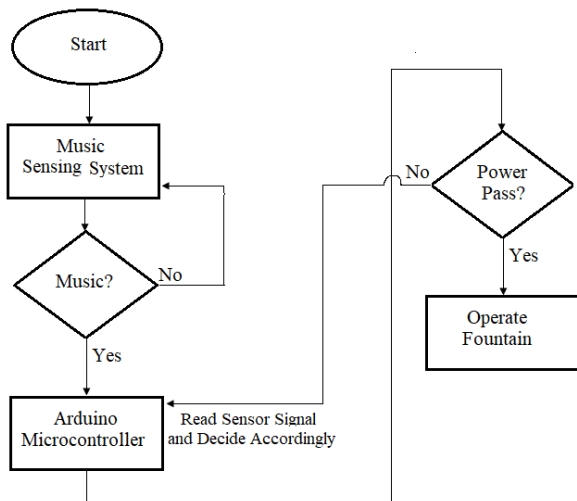 Start
Music
Sensing System
Music?
No
Yes
Arduino
Microcontroller
Read Sensor Signal
and Decide Accordingly
No
Power
Pass?
Yes
Operate
Fountain